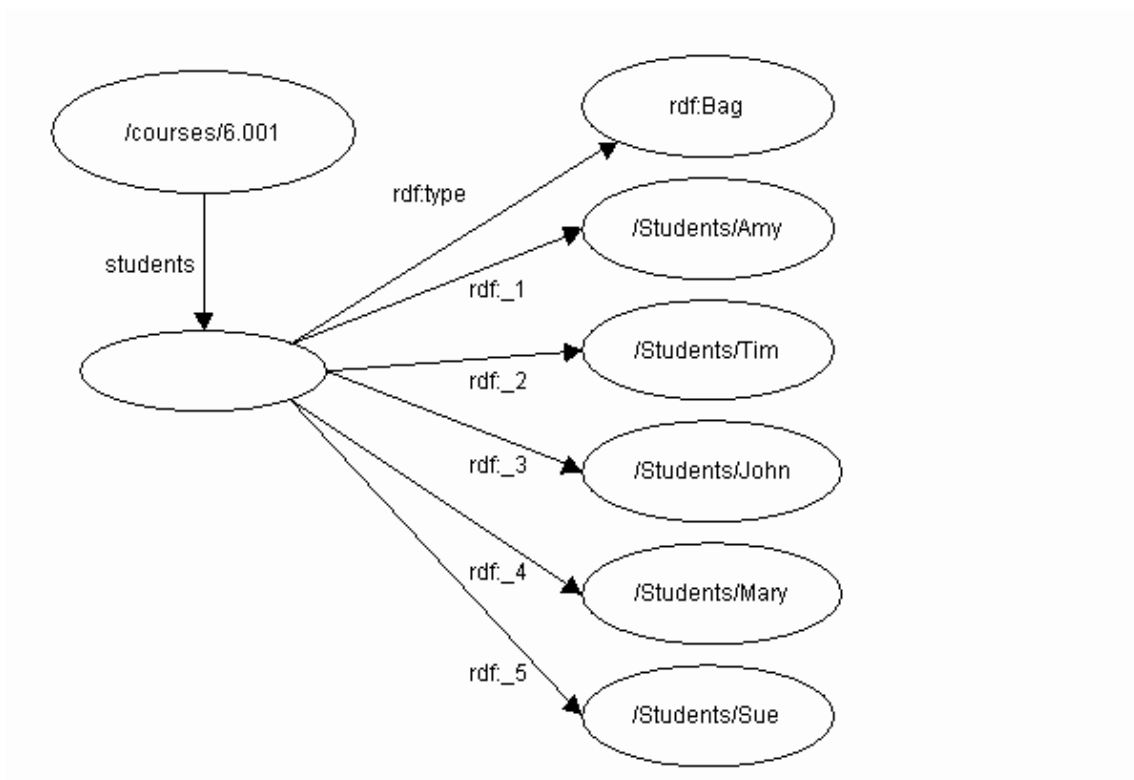 rdf:Bag
/courses/6.001
rdf:type
/Students/Amy
students
rdf:_1
/Students/Tim
rdf:_2
rdf:_3
/Students/John
rdf:_4
/Students/Mary
rdf:_5
/Students/Sue